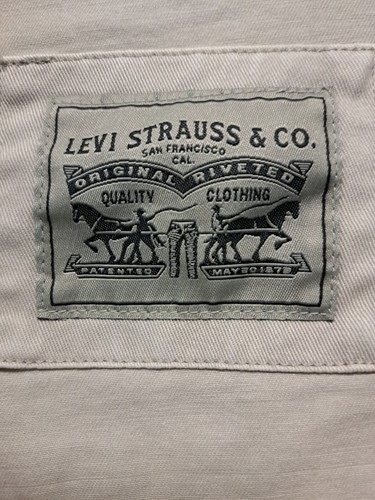 LEVI STRAUSS & CO.
SAN FRANCISCO
CAL.
ORIGINAL RIVETED
QUALITY CLOTHING
PATENTED MAY 20 1873